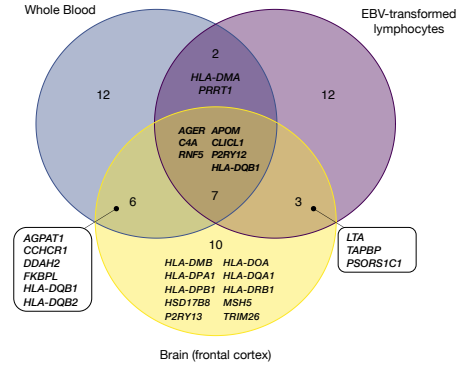 Whole Blood
EBV-transformed
lymphocytes
2
HLA-DMA
PRRT1
12
12
AGER APOM
C4A CLICL1
RNF5 P2RY12
HLA-DQB1
7
6
3
AGPAT1
CCHCR1
DDAH2
FKBPL
HLA-DQB1
HLA-DQB2
LTA
TAPBP
PSORS1C1
10
HLA-DMB HLA-DOA
HLA-DPA1 HLA-DQA1
HLA-DPB1 HLA-DRB1
HSD17B8 MSH5
P2RY13 TRIM26
Brain (frontal cortex)